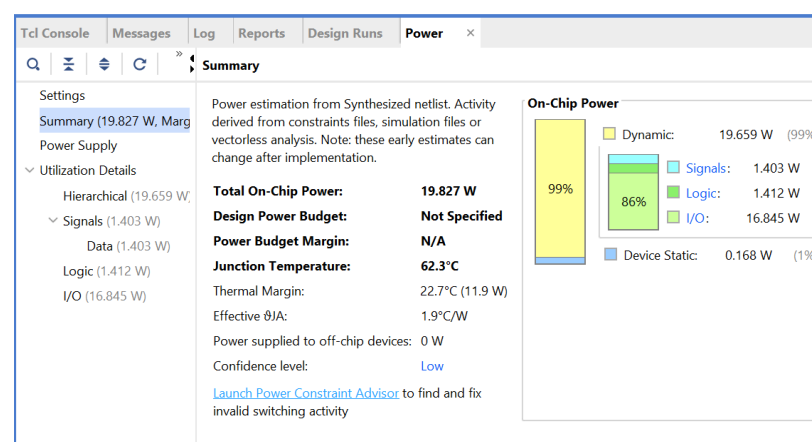 Tcl Console Messages Log Reports Design Runs Power ×
» Summary
Settings
Summary (19.827 W, Marg
Power Supply
Utilization Details
Hierarchical (19.659 W)
Signals (1.403 W)
Data (1.403 W)
Logic (1.412 W)
I/O (16.845 W)
Power estimation from Synthesized netlist. Activity
derived from constraints files, simulation files or
vectorless analysis. Note: these early estimates can
change after implementation.
Total On-Chip Power: 19.827 W
Design Power Budget: Not Specified
Power Budget Margin: N/A
Junction Temperature: 62.3°C
Thermal Margin: 22.7°C (11.9 W)
Effective ϑJA: 1.9°C/W
Power supplied to off-chip devices: 0 W
Confidence level: Low
Launch Power Constraint Advisor to find and fix
invalid switching activity
On-Chip Power
Dynamic: 19.659 W (99%
99%
86%
Signals: 1.403 W
Logic: 1.412 W
I/O: 16.845 W
Device Static: 0.168 W (1%